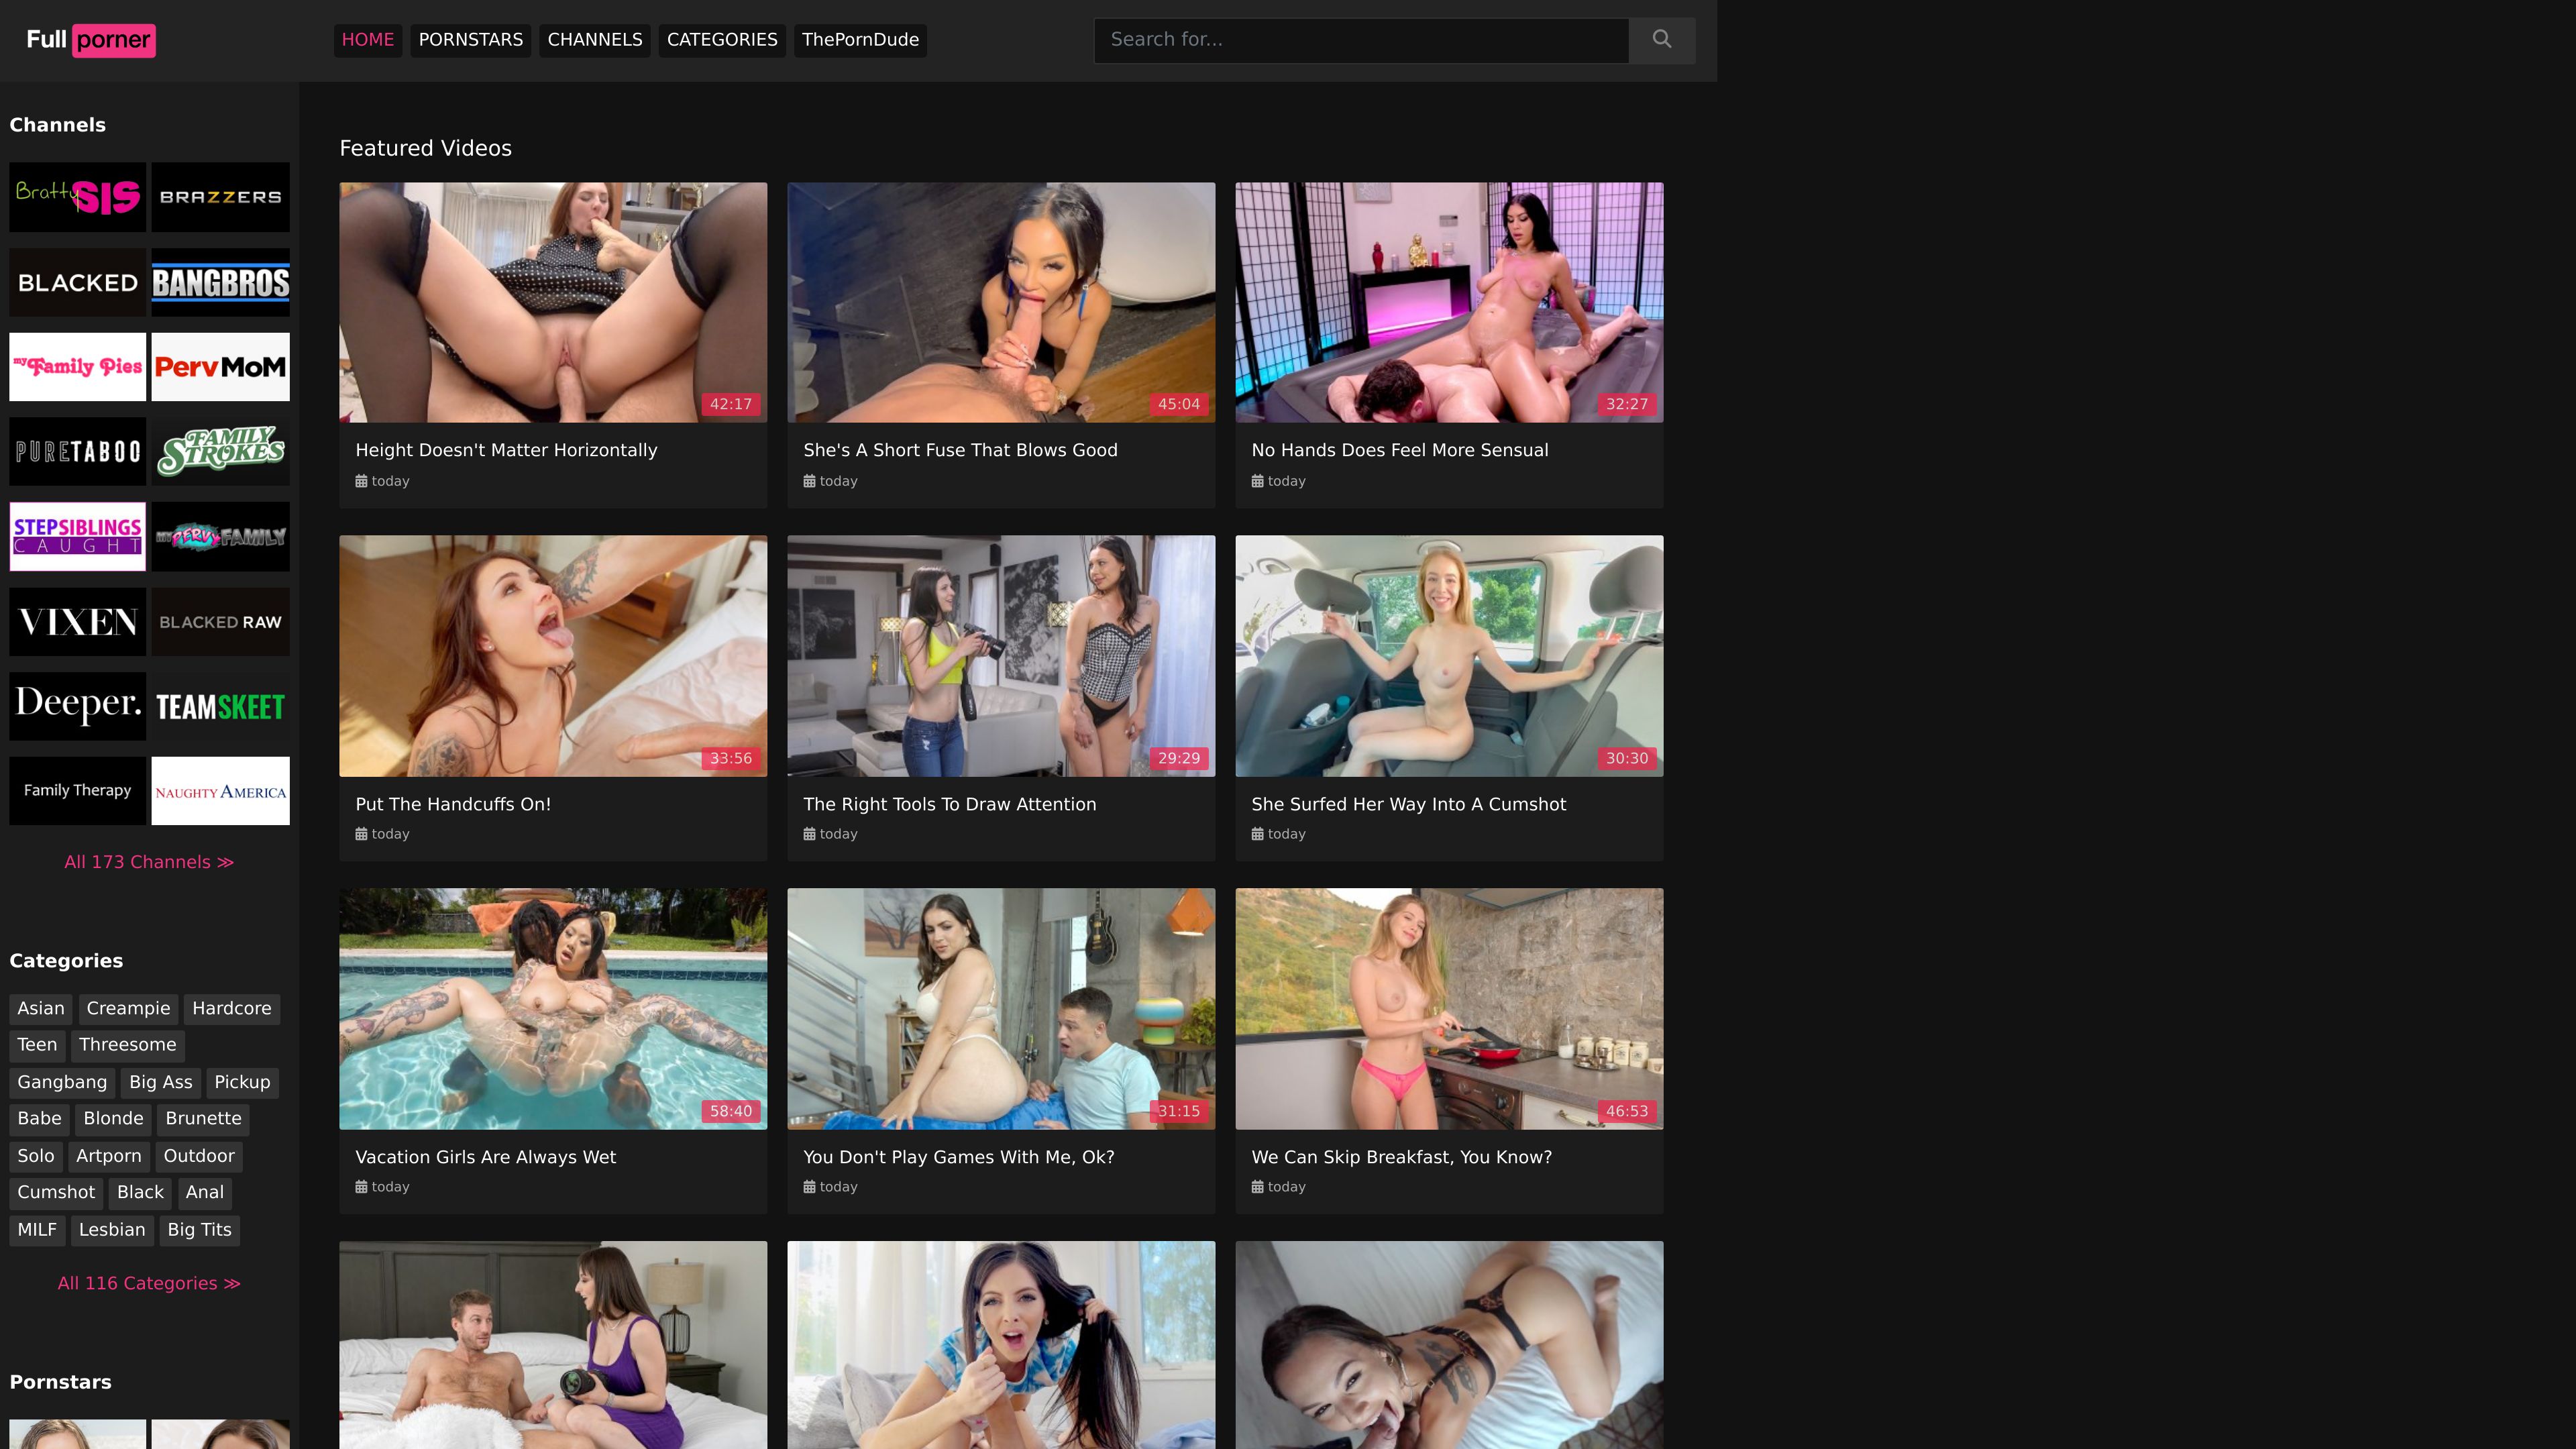 Full porner
HOME PORNSTARS CHANNELS CATEGORIES ThePornDude
Search for...
Channels
Bratty SIS
BRAZZERS
BLACKED
BANGBROS
my Family Pies
PervMoM
PURETABOO
FAMILY STROKES
STEPSIBLINGS
CAUGHT
MY PERVY FAMILY
VIXEN
BLACKED RAW
Deeper.
TEAMSKEET
Family Therapy
NAUGHTY AMERICA
All 173 Channels ≫
Categories
Asian Creampie Hardcore
Teen Threesome
Gangbang Big Ass Pickup
Babe Blonde Brunette
Solo Artporn Outdoor
Cumshot Black Anal
MILF Lesbian Big Tits
All 116 Categories ≫
Pornstars
Featured Videos
42:17
Height Doesn't Matter Horizontally
today
45:04
She's A Short Fuse That Blows Good
today
32:27
No Hands Does Feel More Sensual
today
33:56
Put The Handcuffs On!
today
29:29
The Right Tools To Draw Attention
today
30:30
She Surfed Her Way Into A Cumshot
today
58:40
Vacation Girls Are Always Wet
today
31:15
You Don't Play Games With Me, Ok?
today
46:53
We Can Skip Breakfast, You Know?
today